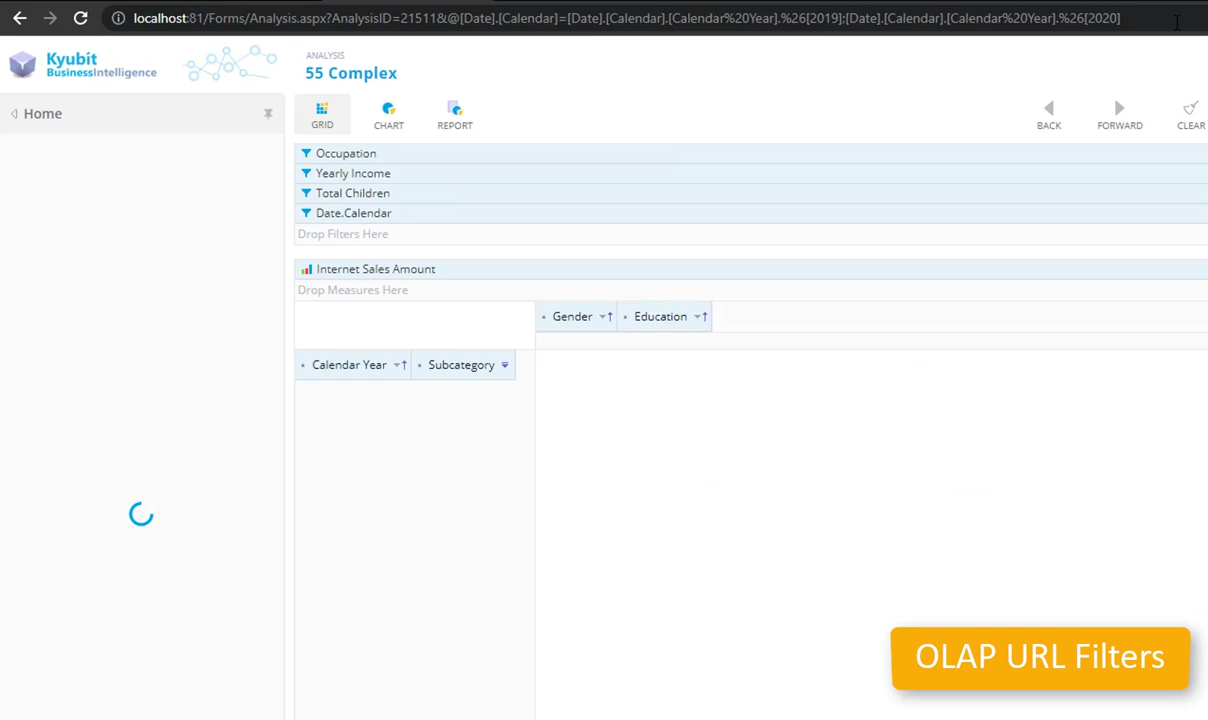 localhost:81/Forms/Analysis.aspx?AnalysisID=21511&@[Date].[Calendar]=[Date].[Calendar].[Calendar%20Year].%26[2019];[Date].[Calendar].[Calendar%20Year].%26[2020]
Kyubit
BusinessIntelligence
ANALYSIS
55 Complex
Home
GRID
CHART
REPORT
BACK
FORWARD
CLEAR
Occupation
Yearly Income
Total Children
Date.Calendar
Drop Filters Here
Internet Sales Amount
Drop Measures Here
Gender
Education
Calendar Year
Subcategory
OLAP URL Filters